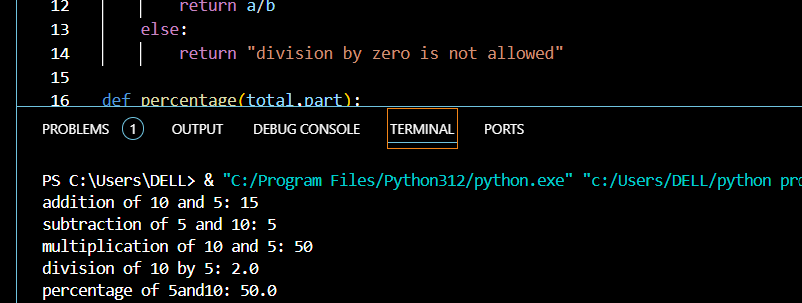 12 return a/b
13 else:
14 return "division by zero is not allowed"
15
16 def percentage(total,part):
PROBLEMS 1 OUTPUT DEBUG CONSOLE TERMINAL PORTS
PS C:\Users\DELL> & "C:/Program Files/Python312/python.exe" "c:/Users/DELL/python pro
addition of 10 and 5: 15
subtraction of 5 and 10: 5
multiplication of 10 and 5: 50
division of 10 by 5: 2.0
percentage of 5and10: 50.0